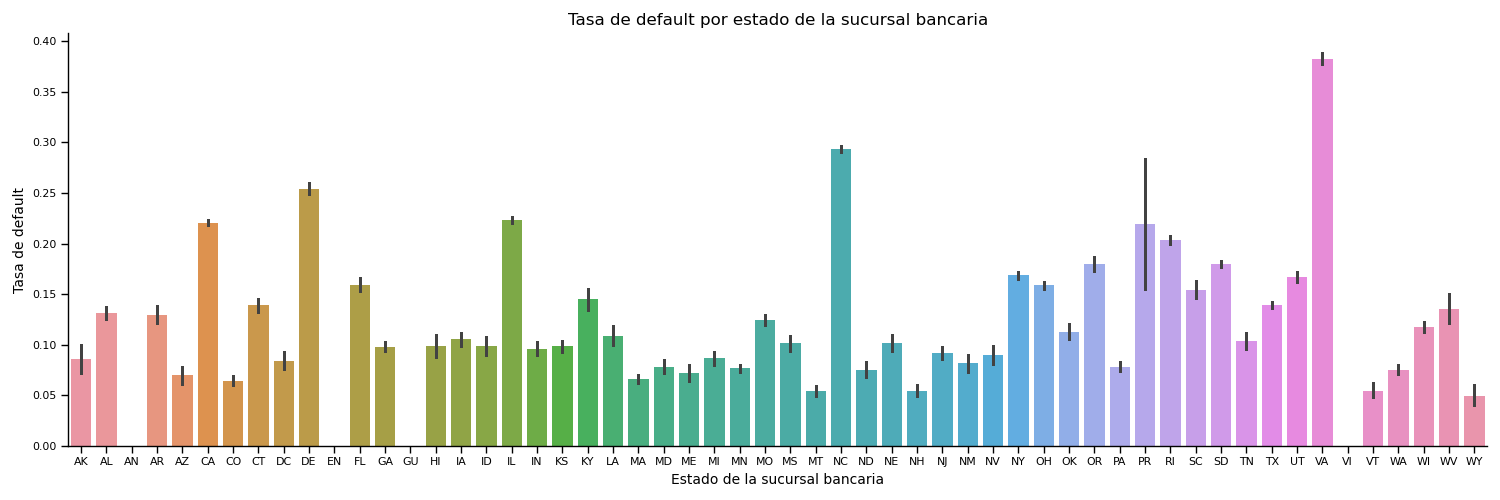 Tasa de default por estado de la sucursal bancaria
Tasa de default
0.40
0.35
0.30
0.25
0.20
0.15
0.10
0.05
0.00
AK AL AN AR AZ CA CO CT DC DE EN FL GA GU HI IA ID IL IN KS KY LA MA MD ME MI MN MO MS MT NC ND NE NH NJ NM NV NY OH OK OR PA PR RI SC SD TN TX UT VA VI VT WA WI WV WY
Estado de la sucursal bancaria